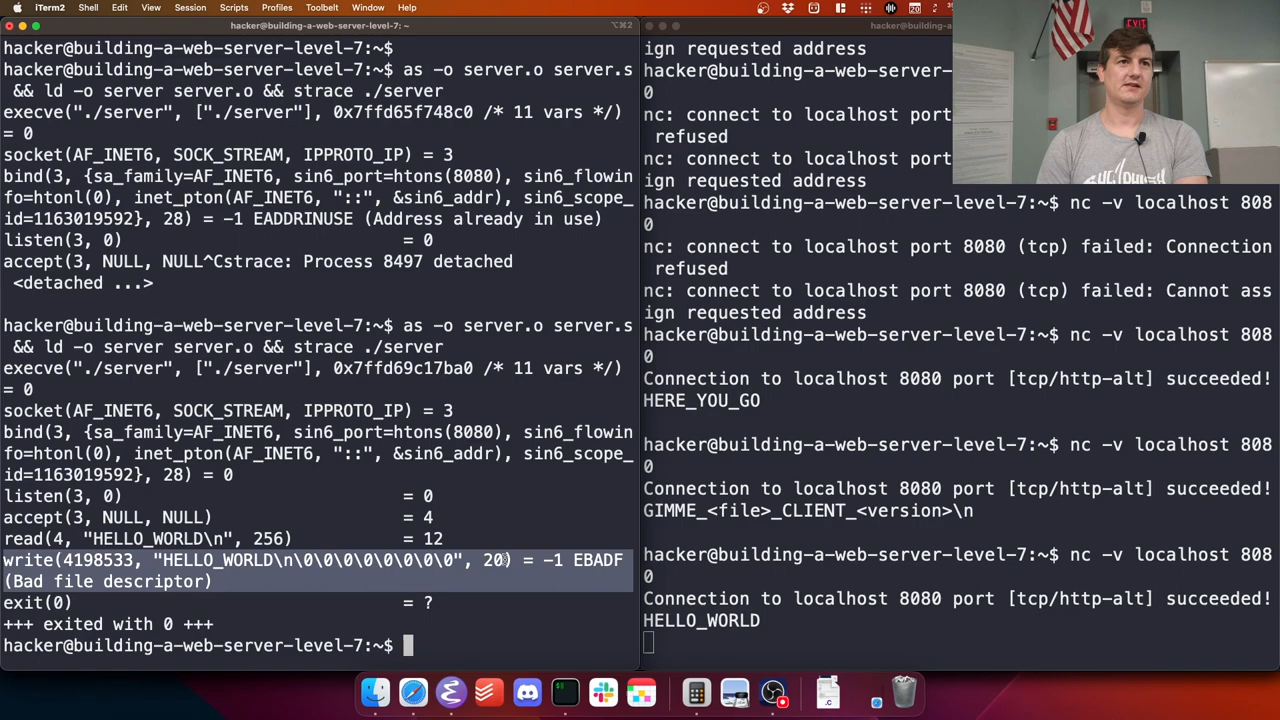 iTerm2 Shell Edit View Session Scripts Profiles Toolbelt Window Help
hacker@building-a-web-server-level-7: ~ ⌥⌘2
hacker@building-a-web-server-level-7:~$
hacker@building-a-web-server-level-7:~$ as -o server.o server.s
&& ld -o server server.o && strace ./server
execve("./server", ["./server"], 0x7ffd65f748c0 /* 11 vars */)
= 0
socket(AF_INET6, SOCK_STREAM, IPPROTO_IP) = 3
bind(3, {sa_family=AF_INET6, sin6_port=htons(8080), sin6_flowin
fo=htonl(0), inet_pton(AF_INET6, "::", &sin6_addr), sin6_scope_
id=1163019592}, 28) = -1 EADDRINUSE (Address already in use)
listen(3, 0) = 0
accept(3, NULL, NULL^Cstrace: Process 8497 detached
<detached ...>
hacker@building-a-web-server-level-7:~$ as -o server.o server.s
&& ld -o server server.o && strace ./server
execve("./server", ["./server"], 0x7ffd69c17ba0 /* 11 vars */)
= 0
socket(AF_INET6, SOCK_STREAM, IPPROTO_IP) = 3
bind(3, {sa_family=AF_INET6, sin6_port=htons(8080), sin6_flowin
fo=htonl(0), inet_pton(AF_INET6, "::", &sin6_addr), sin6_scope_
id=1163019592}, 28) = 0
listen(3, 0) = 0
accept(3, NULL, NULL) = 4
read(4, "HELLO_WORLD\n", 256) = 12
write(4198533, "HELLO_WORLD\n\0\0\0\0\0\0\0\0", 20) = -1 EBADF
(Bad file descriptor)
exit(0) = ?
+++ exited with 0 +++
hacker@building-a-web-server-level-7:~$
hacker@building-a
ign requested address
hacker@building-a-web-server-level-
0
nc: connect to localhost port
refused
nc: connect to localhost port
ign requested address
hacker@building-a-web-server-level-7:~$ nc -v localhost 808
0
nc: connect to localhost port 8080 (tcp) failed: Connection
refused
nc: connect to localhost port 8080 (tcp) failed: Cannot ass
ign requested address
hacker@building-a-web-server-level-7:~$ nc -v localhost 808
0
Connection to localhost 8080 port [tcp/http-alt] succeeded!
HERE_YOU_GO
hacker@building-a-web-server-level-7:~$ nc -v localhost 808
0
Connection to localhost 8080 port [tcp/http-alt] succeeded!
GIMME_<file>_CLIENT_<version>\n
hacker@building-a-web-server-level-7:~$ nc -v localhost 808
0
Connection to localhost 8080 port [tcp/http-alt] succeeded!
HELLO_WORLD
EXIT